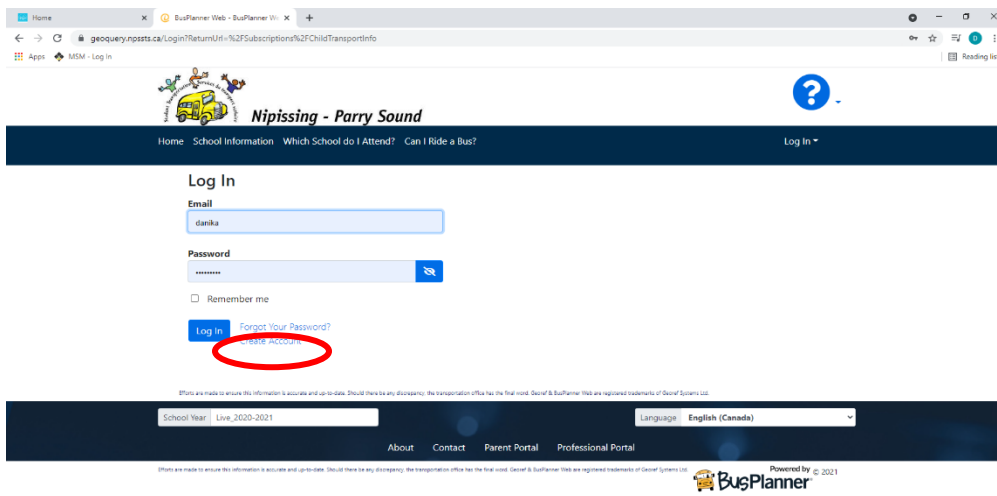 Home
BusPlanner Web - BusPlanner We
geoquery.npssts.ca/Login?ReturnUrl=%2FSubscriptions%2FChildTransportInfo
D
Apps MSM - Log In
Reading lis
Nipissing - Parry Sound
?
Home School Information Which School do I Attend? Can I Ride a Bus?
Log In
Log In
Email
danika
Password
Remember me
Log In
Forgot Your Password?
Create Account
Efforts are made to ensure this information is accurate and up-to-date. Should there be any discrepancy, the transportation office has the final word. Georef & BusPlanner Web are registered trademarks of Georef Systems Ltd.
School Year Live_2020-2021
Language English (Canada)
About Contact Parent Portal Professional Portal
Efforts are made to ensure this information is accurate and up-to-date. Should there be any discrepancy, the transportation office has the final word. Georef & BusPlanner Web are registered trademarks of Georef Systems Ltd.
Powered by © 2021
BusPlanner